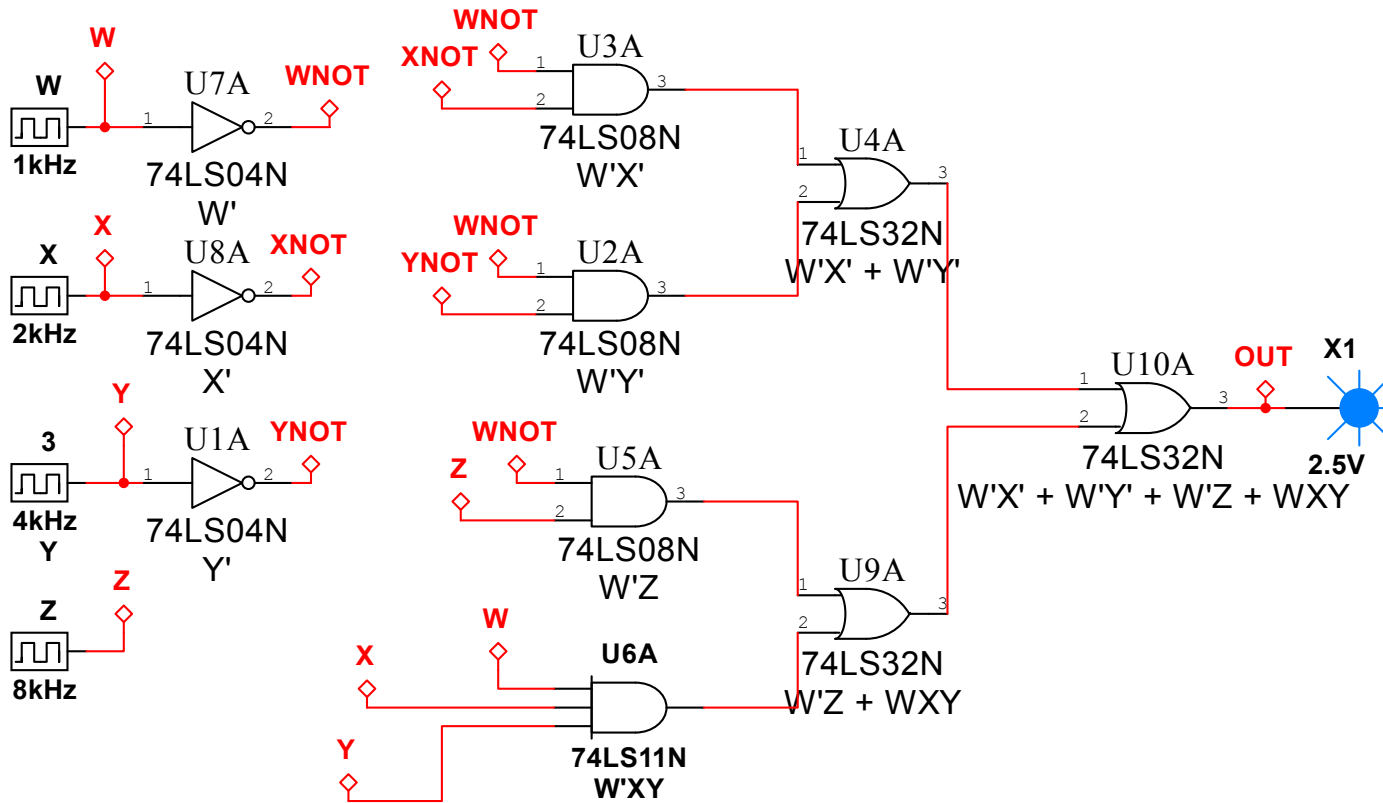 W
W
1kHz
1
U7A
2
WNOT
74LS04N
W'
WNOT
XNOT
1
2
U3A
3
74LS08N
W'X'
X
X
2kHz
1
U8A
2
XNOT
74LS04N
X'
WNOT
YNOT
1
2
U2A
3
74LS08N
W'Y'
1
2
U4A
3
74LS32N
W'X' + W'Y'
Y
3
4kHz
Y
1
U1A
2
YNOT
74LS04N
Y'
WNOT
Z
1
2
U5A
3
74LS08N
W'Z
Z
Z
8kHz
W
X
Y
U6A
74LS11N
W'XY
1
2
U9A
3
74LS32N
W'Z + WXY
1
2
U10A
3
74LS32N
W'X' + W'Y' + W'Z + WXY
OUT
X1
2.5V